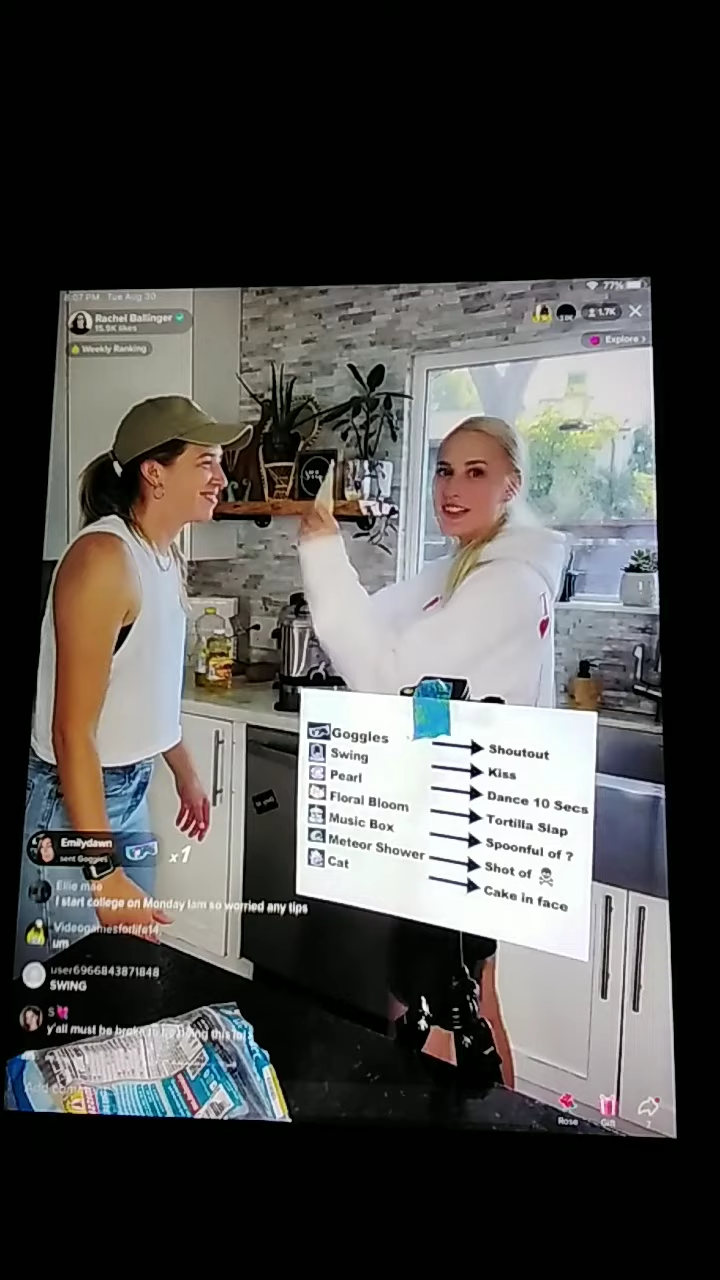 6:07 PM Tue Aug 30
77%
Rachel Ballinger
15.9K likes
1.7K
Explore >
Weekly Ranking
Goggles
Swing
Pearl
Floral Bloom
Music Box
Meteor Shower
Cat
Shoutout
Kiss
Dance 10 Secs
Tortilla Slap
Spoonful of ?
Shot of
Cake in face
Emilydawn
sent Goggles
x1
Ellie mae
I start college on Monday Iam so worried any tips
Videogamesforlife14
um
user6966843871848
SWING
S
y'all must be this
Rose
Gift
2